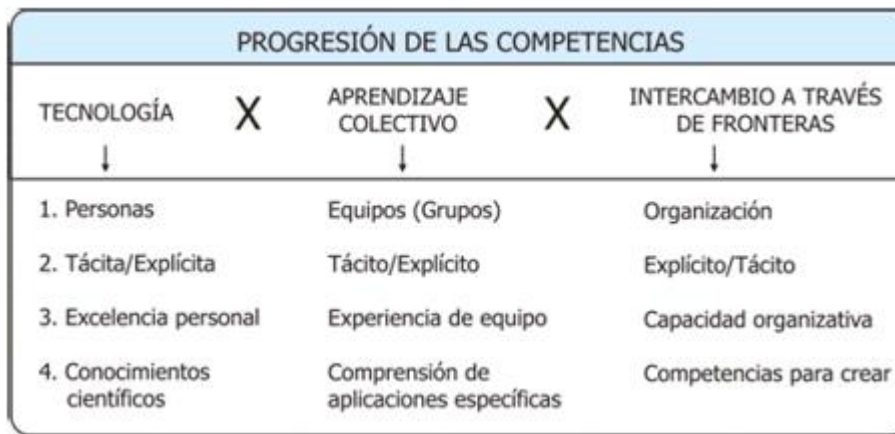 PROGRESIÓN DE LAS COMPETENCIAS
TECNOLOGÍA X APRENDIZAJE COLECTIVO X INTERCAMBIO A TRAVÉS DE FRONTERAS
1. Personas Equipos (Grupos) Organización
2. Tácita/Explícita Tácito/Explícito Explícito/Tácito
3. Excelencia personal Experiencia de equipo Capacidad organizativa
4. Conocimientos científicos Comprensión de aplicaciones específicas Competencias para crear